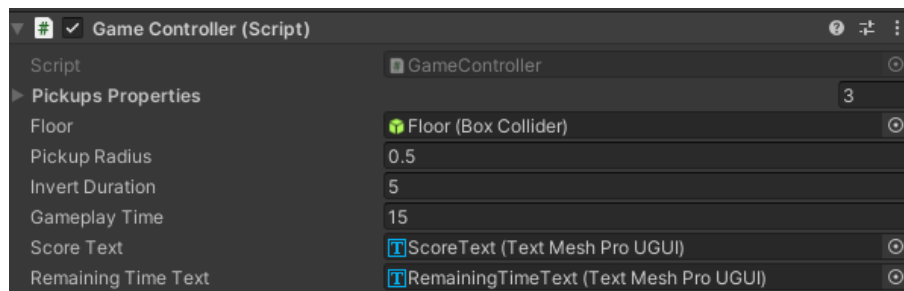 # Game Controller (Script)
Script GameController
Pickups Properties 3
Floor Floor (Box Collider)
Pickup Radius 0.5
Invert Duration 5
Gameplay Time 15
Score Text ScoreText (Text Mesh Pro UGUI)
Remaining Time Text RemainingTimeText (Text Mesh Pro UGUI)